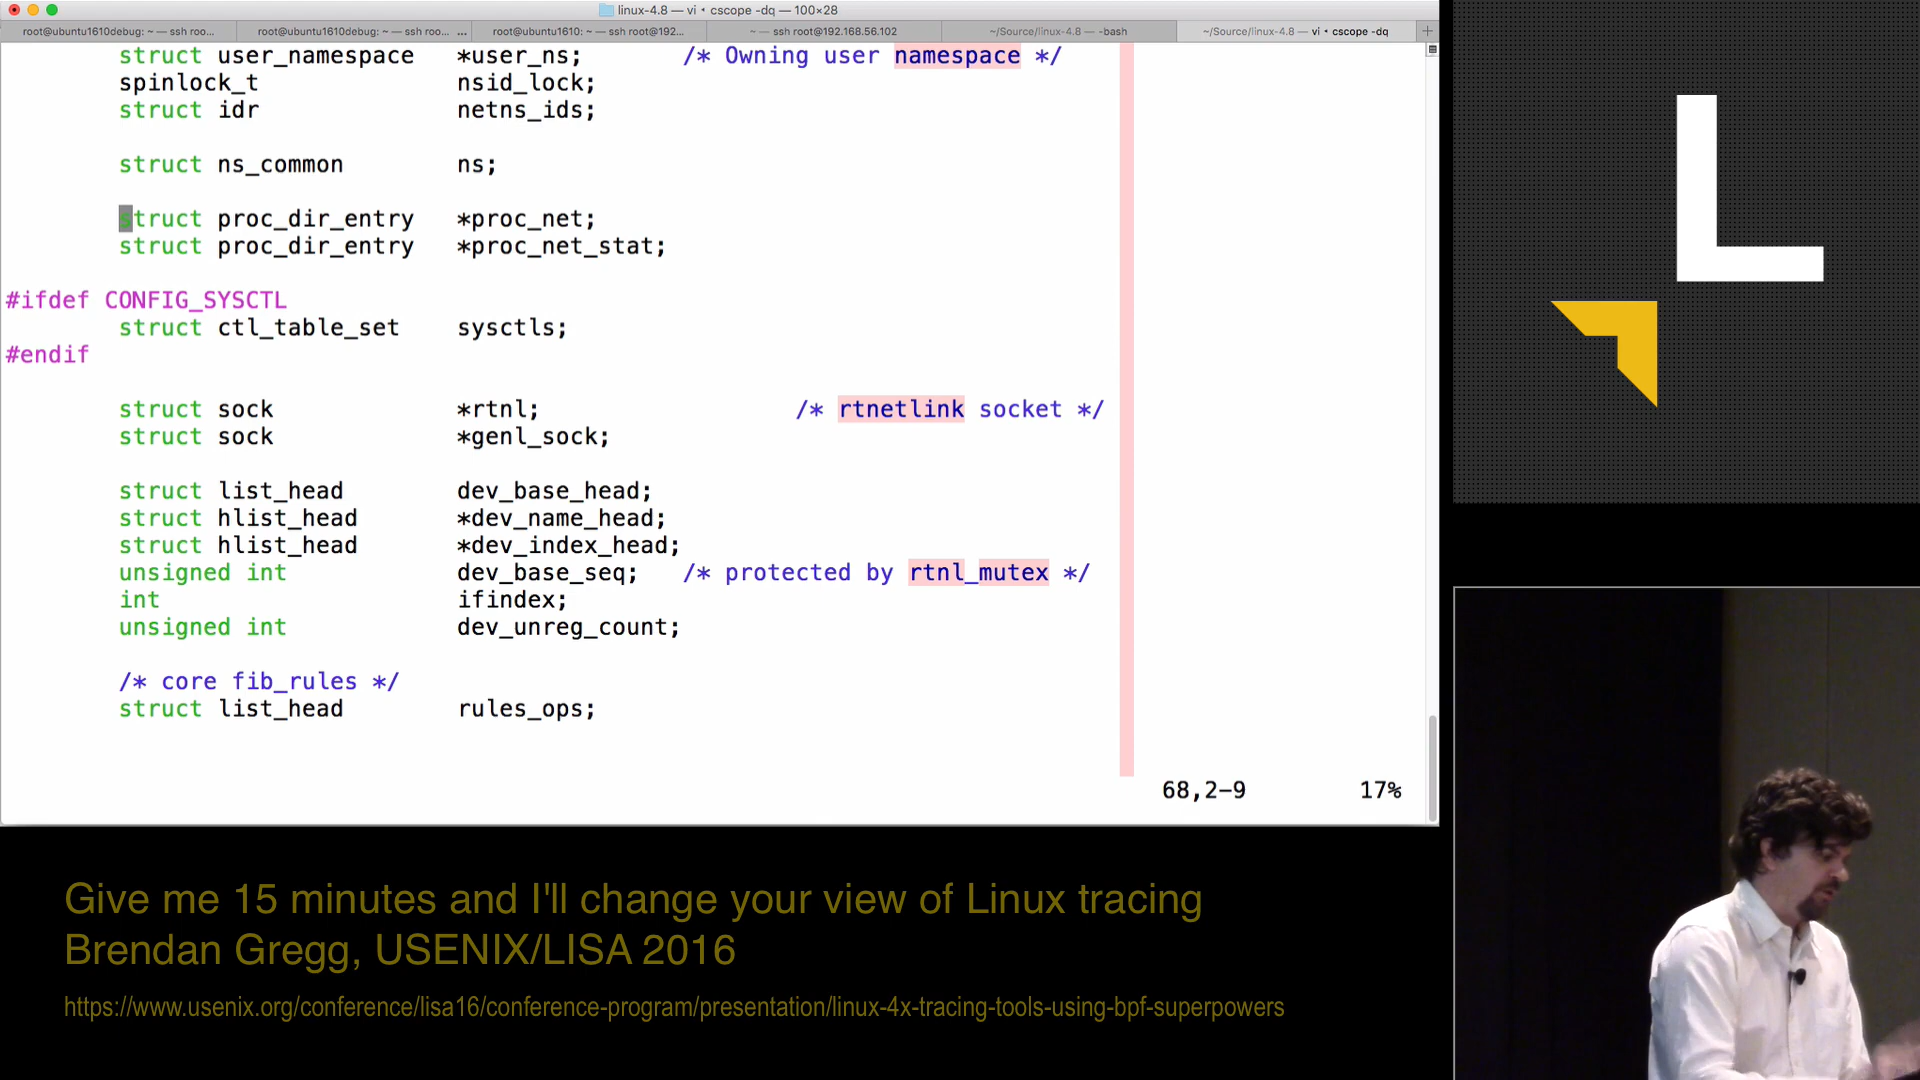 linux-4.8 — vi • cscope -dq — 100×28
root@ubuntu1610debug: ~ — ssh roo... root@ubuntu1610debug: ~ — ssh roo... ... root@ubuntu1610: ~ — ssh root@192... ~ — ssh root@192.168.56.102 ~/Source/linux-4.8 — -bash ~/Source/linux-4.8 — vi • cscope -dq +
struct user_namespace *user_ns; /* Owning user namespace */
spinlock_t nsid_lock;
struct idr netns_ids;
struct ns_common ns;
struct proc_dir_entry *proc_net;
struct proc_dir_entry *proc_net_stat;
#ifdef CONFIG_SYSCTL
struct ctl_table_set sysctls;
#endif
struct sock *rtnl; /* rtnetlink socket */
struct sock *genl_sock;
struct list_head dev_base_head;
struct hlist_head *dev_name_head;
struct hlist_head *dev_index_head;
unsigned int dev_base_seq; /* protected by rtnl_mutex */
int ifindex;
unsigned int dev_unreg_count;
/* core fib_rules */
struct list_head rules_ops;
68,2-9 17%
L
Give me 15 minutes and I'll change your view of Linux tracing
Brendan Gregg, USENIX/LISA 2016
https://www.usenix.org/conference/lisa16/conference-program/presentation/linux-4x-tracing-tools-using-bpf-superpowers